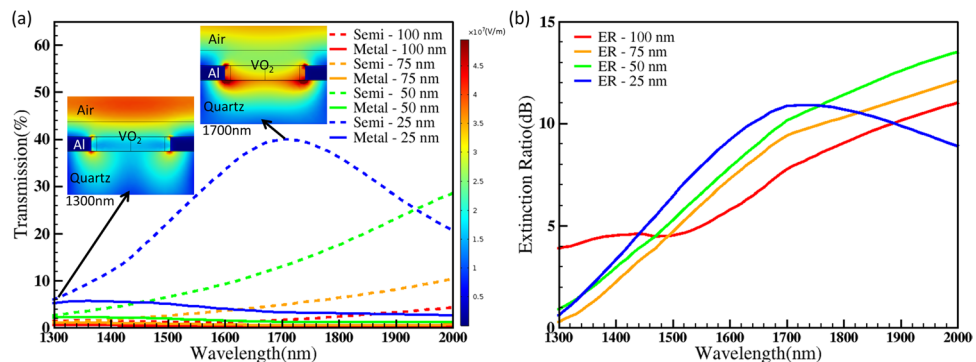 (a)
60
50
40
30
20
10
0
Transmission(%)
1300
1400
1500
1600
1700
1800
1900
2000
Wavelength(nm)
Air
Al
VO2
Quartz
1300nm
Air
Al
VO2
Quartz
1700nm
×10⁷(V/m)
4.5
4
3.5
3
2.5
2
1.5
1
0.5
Semi - 100 nm
Metal - 100 nm
Semi - 75 nm
Metal - 75 nm
Semi - 50 nm
Metal - 50 nm
Semi - 25 nm
Metal - 25 nm
(b)
15
10
5
0
Extinction Ratio(dB)
1300
1400
1500
1600
1700
1800
1900
2000
Wavelength(nm)
ER - 100 nm
ER - 75 nm
ER - 50 nm
ER - 25 nm